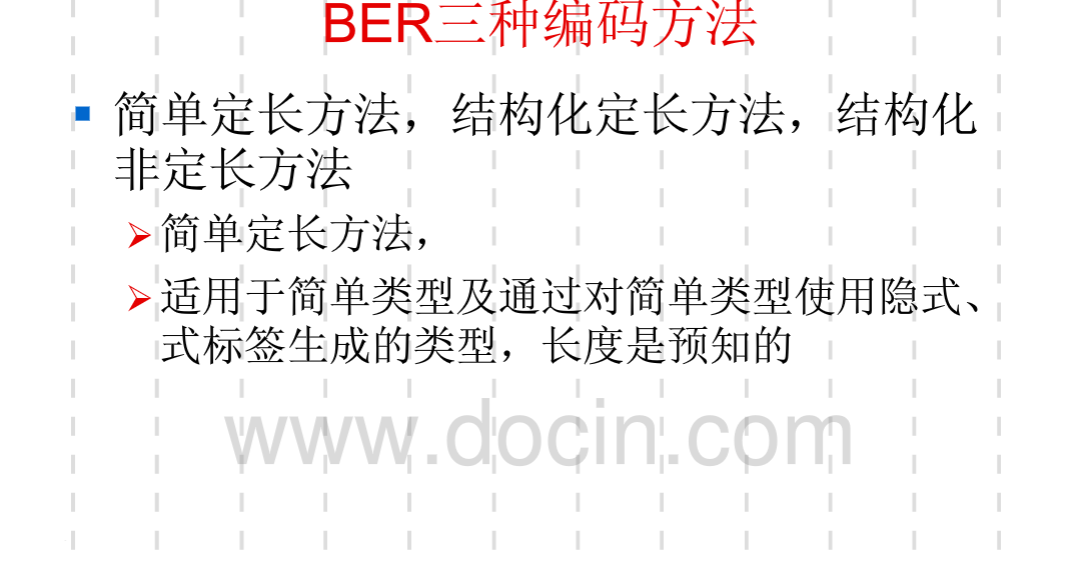 BER三种编码方法
简单定长方法，结构化定长方法，结构化
非定长方法
简单定长方法，
适用于简单类型及通过对简单类型使用隐式、
式标签生成的类型，长度是预知的
www.docin.com